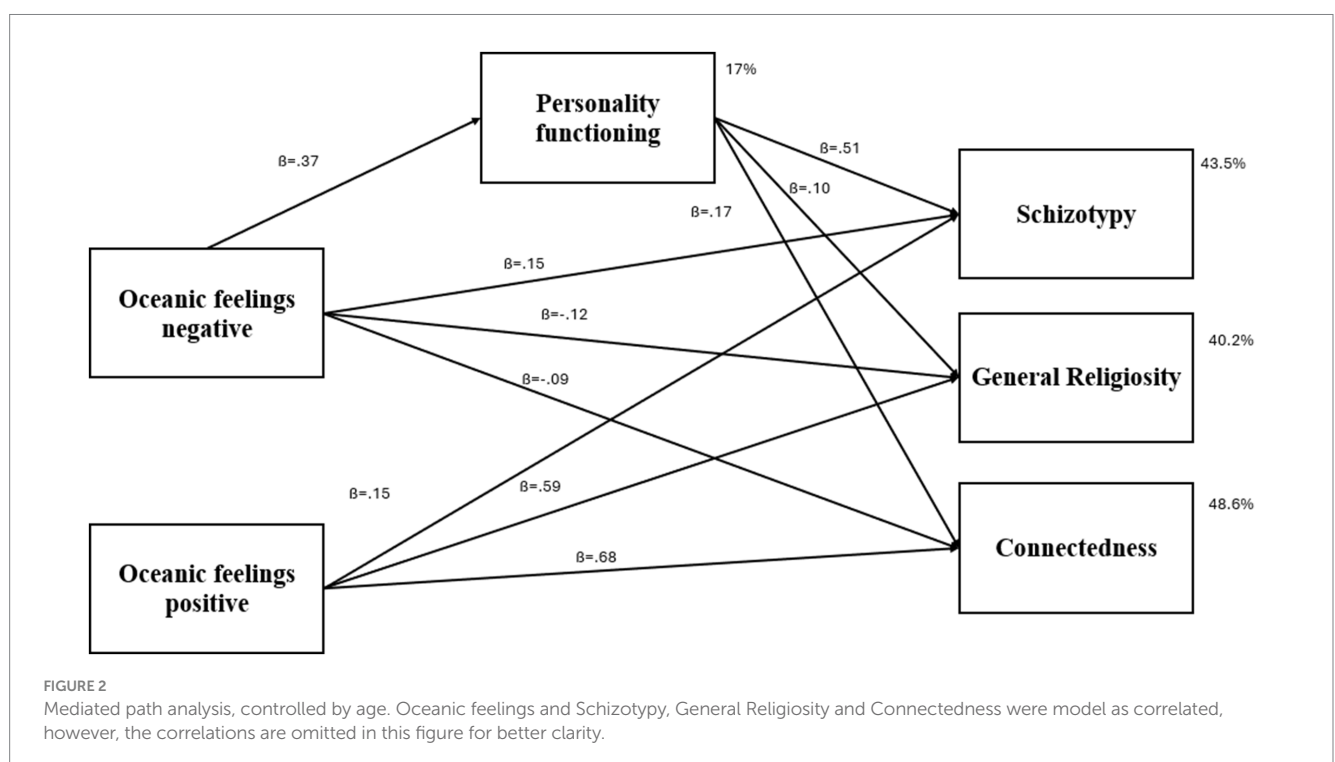 17%
Personality
functioning
ß=.37
ß=.51
43.5%
ß=.10
ß=.17
Schizotypy
ß=.15
Oceanic feelings
negative
ß=-.12
40.2%
General Religiosity
ß=-.09
ß=.15
ß=.59
48.6%
Connectedness
ß=.68
Oceanic feelings
positive
FIGURE 2
Mediated path analysis, controlled by age. Oceanic feelings and Schizotypy, General Religiosity and Connectedness were model as correlated,
however, the correlations are omitted in this figure for better clarity.